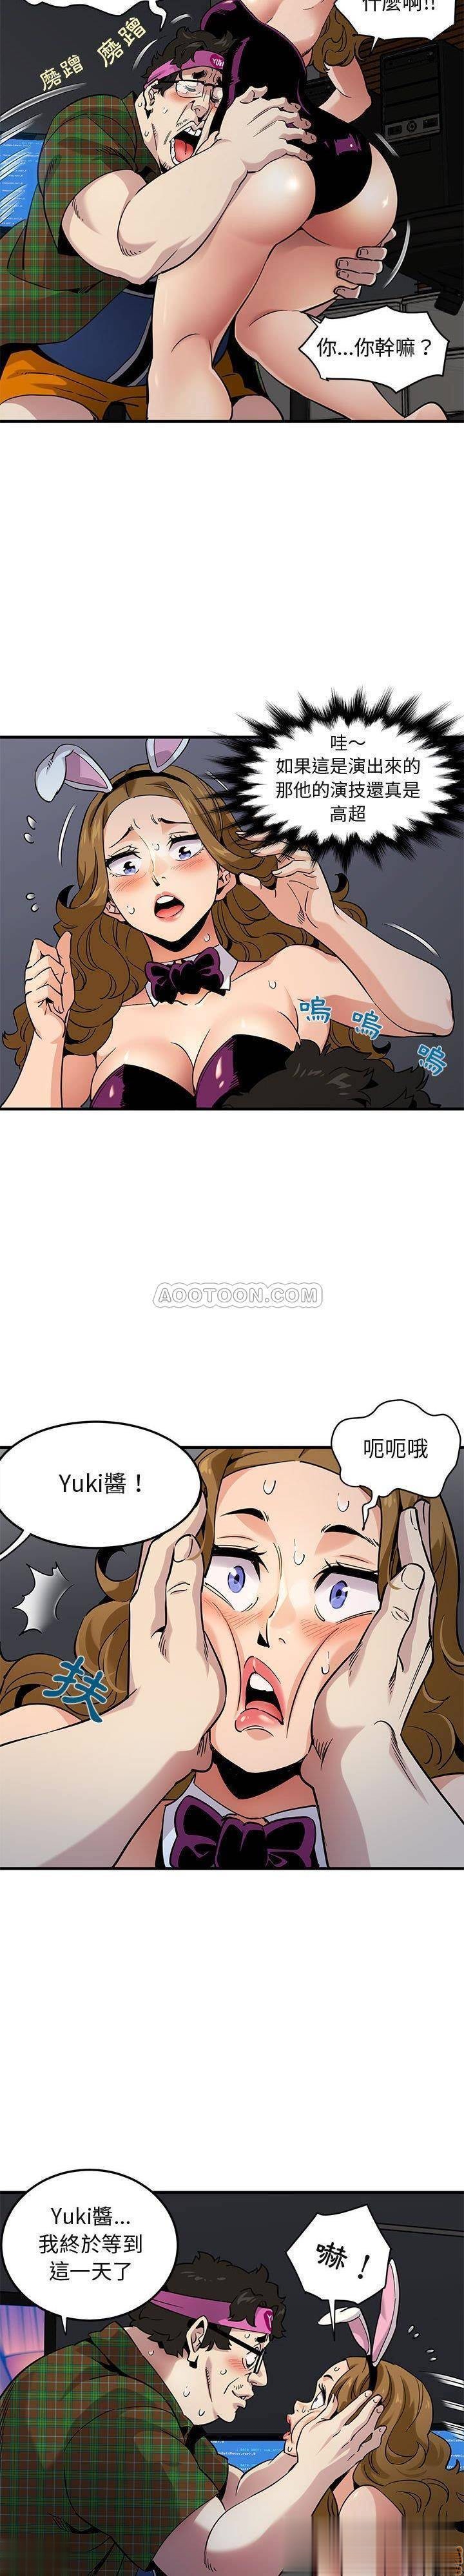 什麼啊!!
磨蹭
磨蹭
YUKI
你...你幹嘛？
哇～
如果這是演出來的
那他的演技還真是
高超
嗚
嗚
嗚
AOOTOON.COM
Yuki醬！
呃呃哦
扶
Yuki醬...
我終於等到
這一天了
嚇！